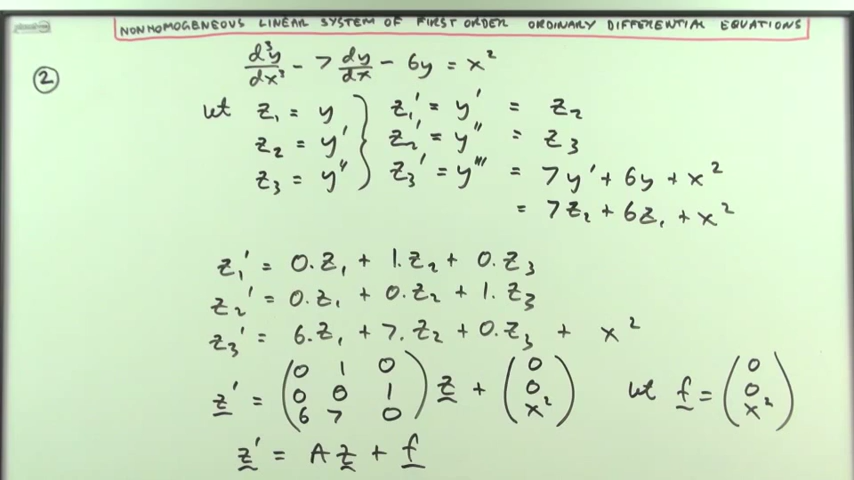 NONHOMOGENEOUS LINEAR SYSTEM OF FIRST ORDER ORDINARY DIFFERENTIAL EQUATIONS
② d³y/dx³ - 7 dy/dx - 6y = x²
let z₁ = y } z₁' = y' = z₂
z₂ = y' } z₂' = y'' = z₃
z₃ = y'' } z₃' = y''' = 7y' + 6y + x²
= 7z₂ + 6z₁ + x²
z₁' = 0.z₁ + 1.z₂ + 0.z₃
z₂' = 0.z₁ + 0.z₂ + 1.z₃
z₃' = 6.z₁ + 7.z₂ + 0.z₃ + x²
z' = (0 1 0; 0 0 1; 6 7 0) z + (0; 0; x²) let f = (0; 0; x²)
z' = A z + f